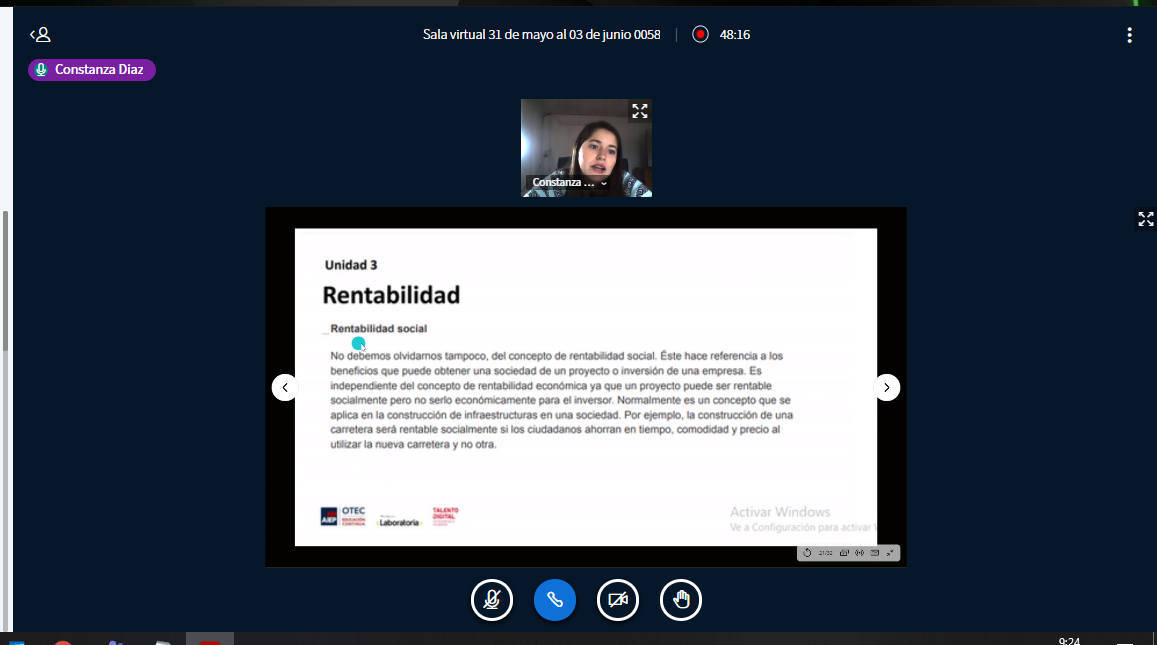 Sala virtual 31 de mayo al 03 de junio 0058
48:16
Constanza Diaz
Constanza ...
Unidad 3
Rentabilidad
Rentabilidad social
No debemos olvidarnos tampoco, del concepto de rentabilidad social. Éste hace referencia a los
beneficios que puede obtener una sociedad de un proyecto o inversión de una empresa. Es
independiente del concepto de rentabilidad económica ya que un proyecto puede ser rentable
socialmente pero no serlo económicamente para el inversor. Normalmente es un concepto que se
aplica en la construcción de infraestructuras en una sociedad. Por ejemplo, la construcción de una
carretera será rentable socialmente si los ciudadanos ahorran en tiempo, comodidad y precio al
utilizar la nueva carretera y no otra.
AIEP
OTEC
EDUCACIÓN
CONTINUA
Laboratoria
TALENTO
DIGITAL
Activar Windows
Ve a Configuración para activar
21/32
9:24